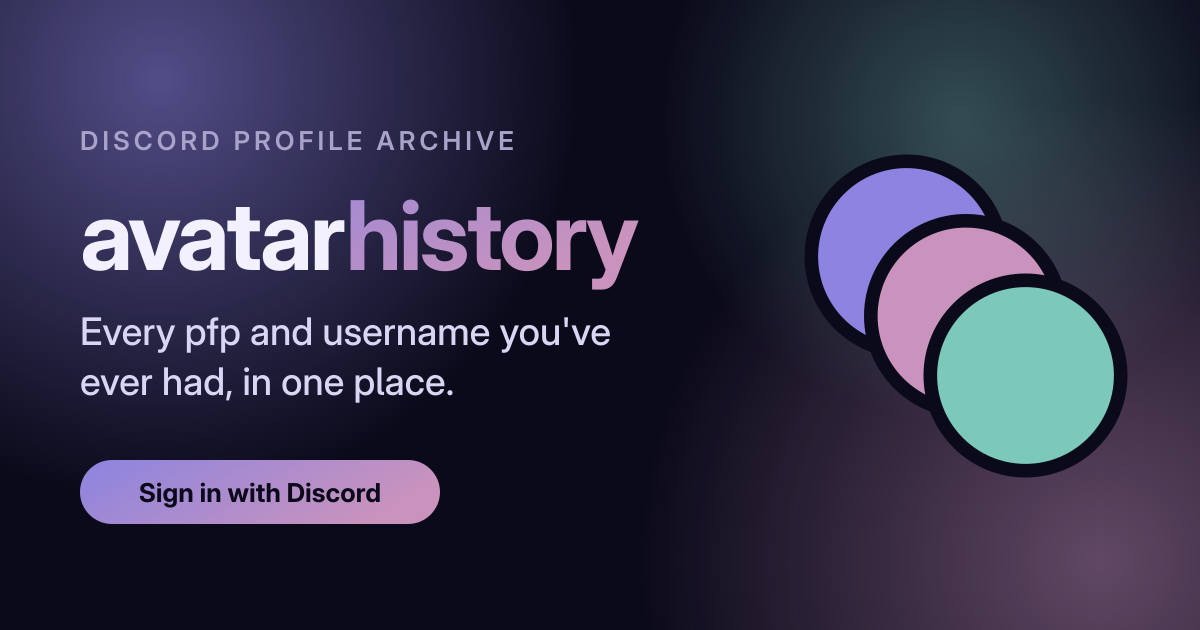 DISCORD PROFILE ARCHIVE
avatarhistory
Every pfp and username you've
ever had, in one place.
Sign in with Discord